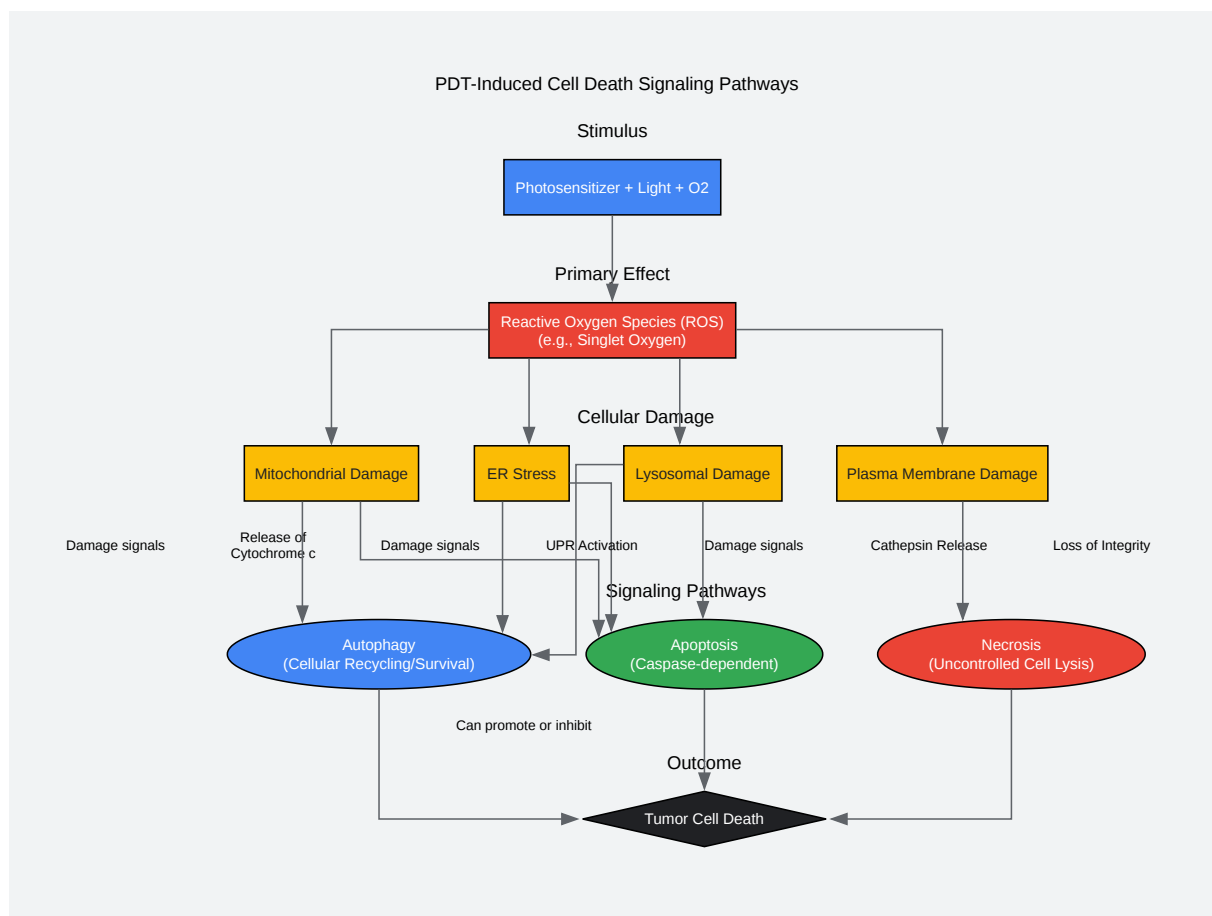 PDT-Induced Cell Death Signaling Pathways
Stimulus
Photosensitizer + Light + O2
Primary Effect
Reactive Oxygen Species (ROS)
(e.g., Singlet Oxygen)
Cellular Damage
Mitochondrial Damage
ER Stress
Lysosomal Damage
Plasma Membrane Damage
Damage signals
Release of
Cytochrome c
Damage signals
UPR Activation
Damage signals
Cathepsin Release
Loss of Integrity
Signaling Pathways
Autophagy
(Cellular Recycling/Survival)
Apoptosis
(Caspase-dependent)
Necrosis
(Uncontrolled Cell Lysis)
Can promote or inhibit
Outcome
Tumor Cell Death